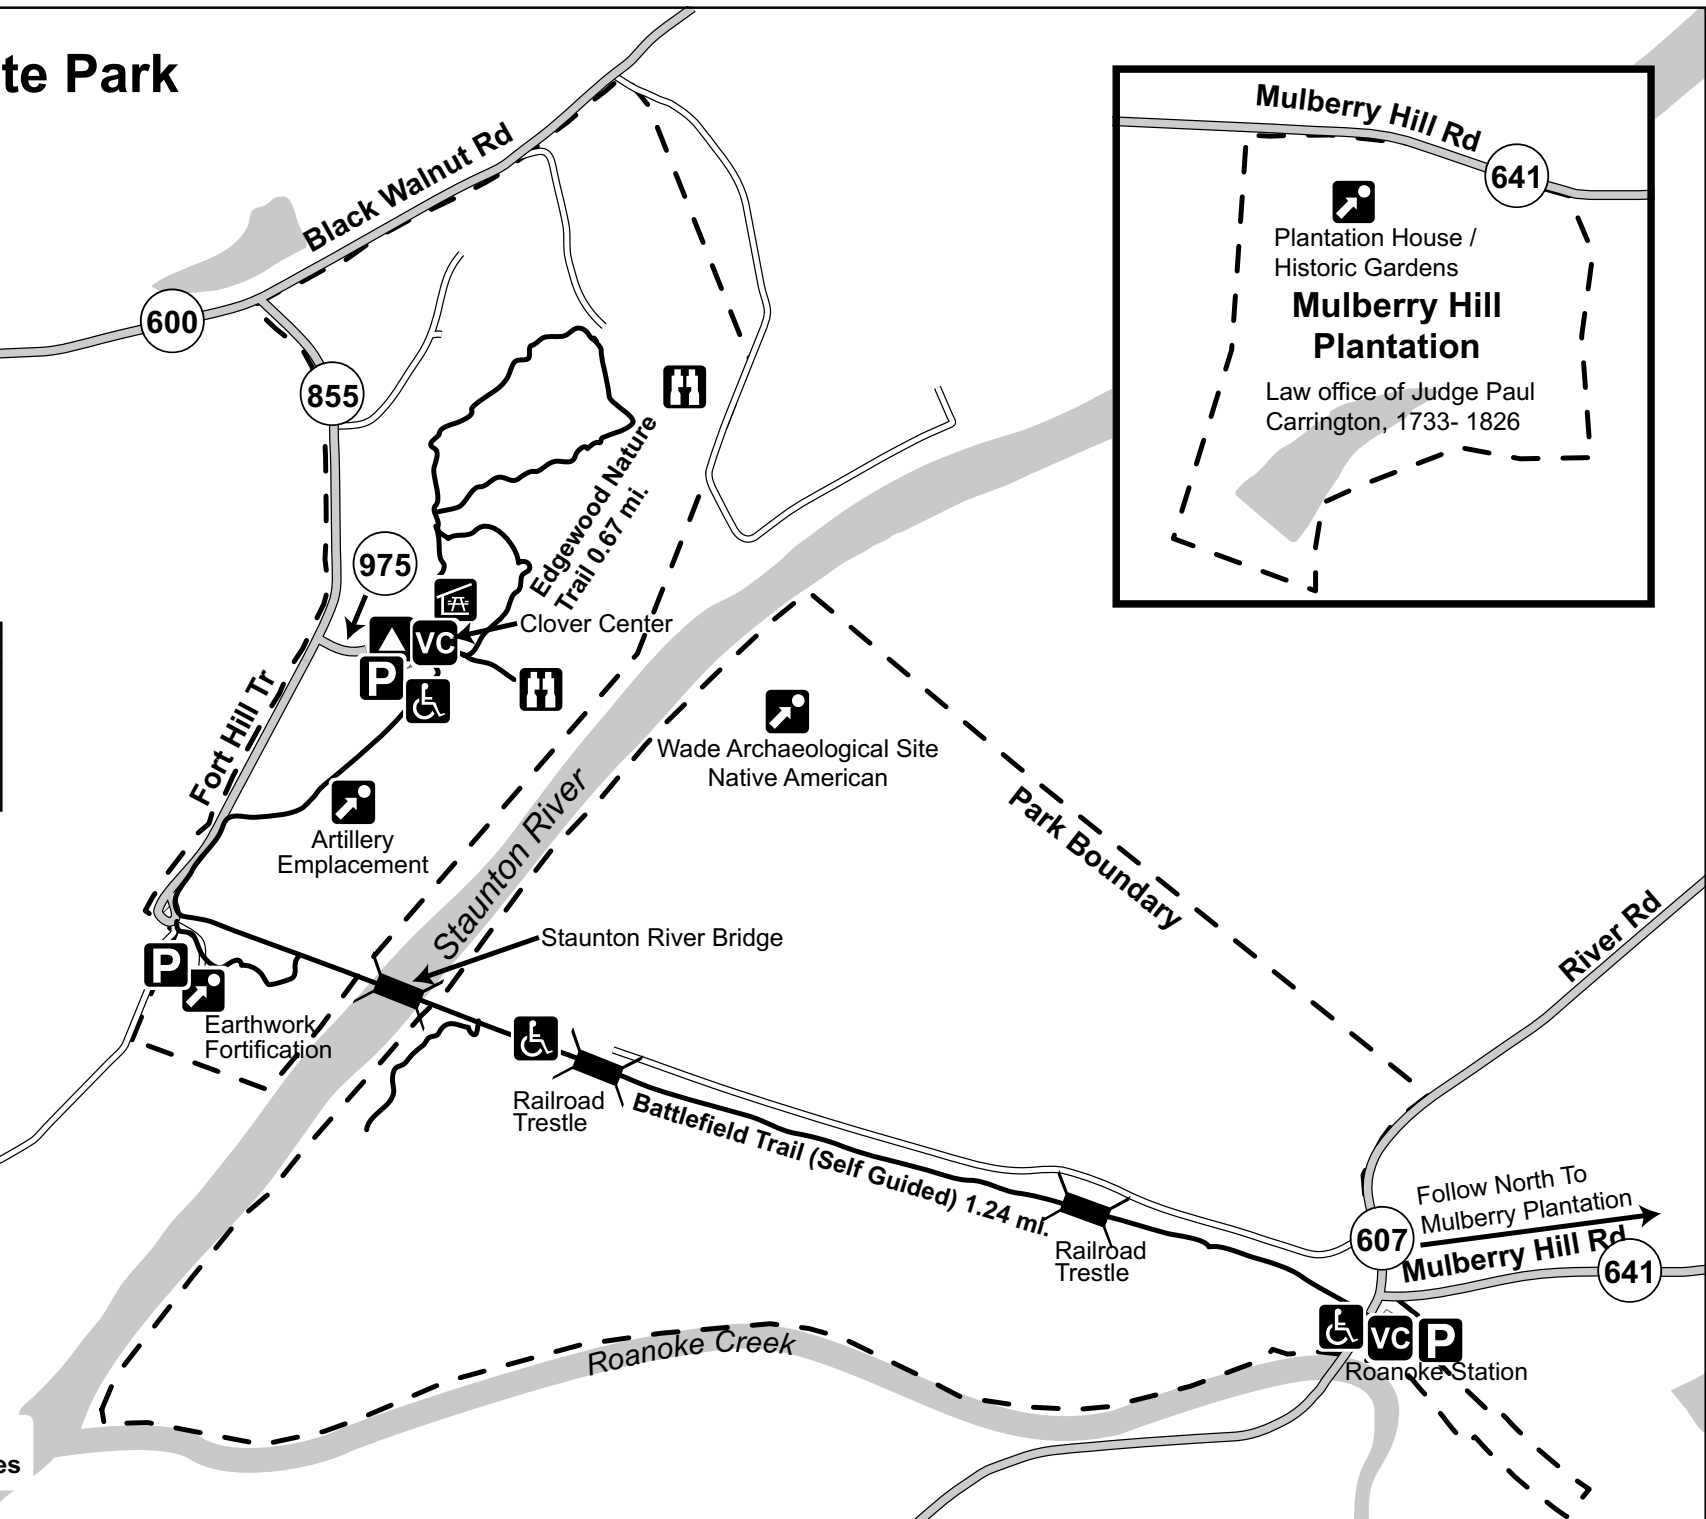 te Park
Black Walnut Rd
600
855
975
Edgewood Nature
Trail 0.67 mi.
VC
Clover Center
P
Fort Hill Tr
Artillery
Emplacement
Wade Archaeological Site
Native American
Park Boundary
Staunton River
Staunton River Bridge
P
Earthwork
Fortification
Railroad
Trestle
Battlefield Trail (Self Guided) 1.24 mi.
Railroad
Trestle
River Rd
Follow North To
Mulberry Plantation
607
Mulberry Hill Rd
641
VC
P
Roanoke Station
Roanoke Creek
es
Mulberry Hill Rd
641
Plantation House /
Historic Gardens
Mulberry Hill
Plantation
Law office of Judge Paul
Carrington, 1733- 1826